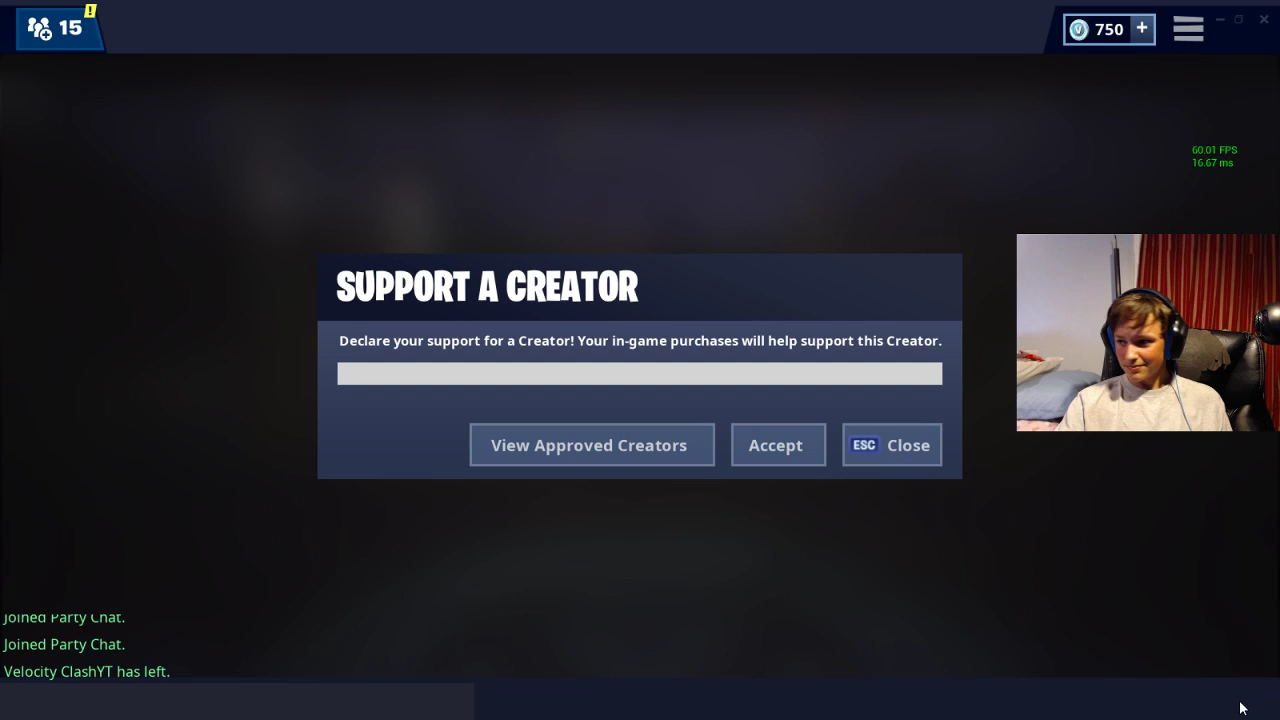 15
!
750 +
60.01 FPS
16.67 ms
SUPPORT A CREATOR
Declare your support for a Creator! Your in-game purchases will help support this Creator.
View Approved Creators
Accept
ESC Close
Joined Party Chat.
Joined Party Chat.
Velocity ClashYT has left.